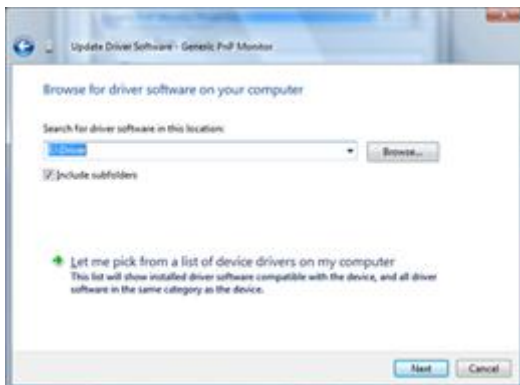 Update Driver Software - Generic PnP Monitor
Browse for driver software on your computer
Search for driver software in this location:
Browse...
Include subfolders
Let me pick from a list of device drivers on my computer
This list will show installed driver software compatible with the device, and all driver
software in the same category as the device.
Next
Cancel